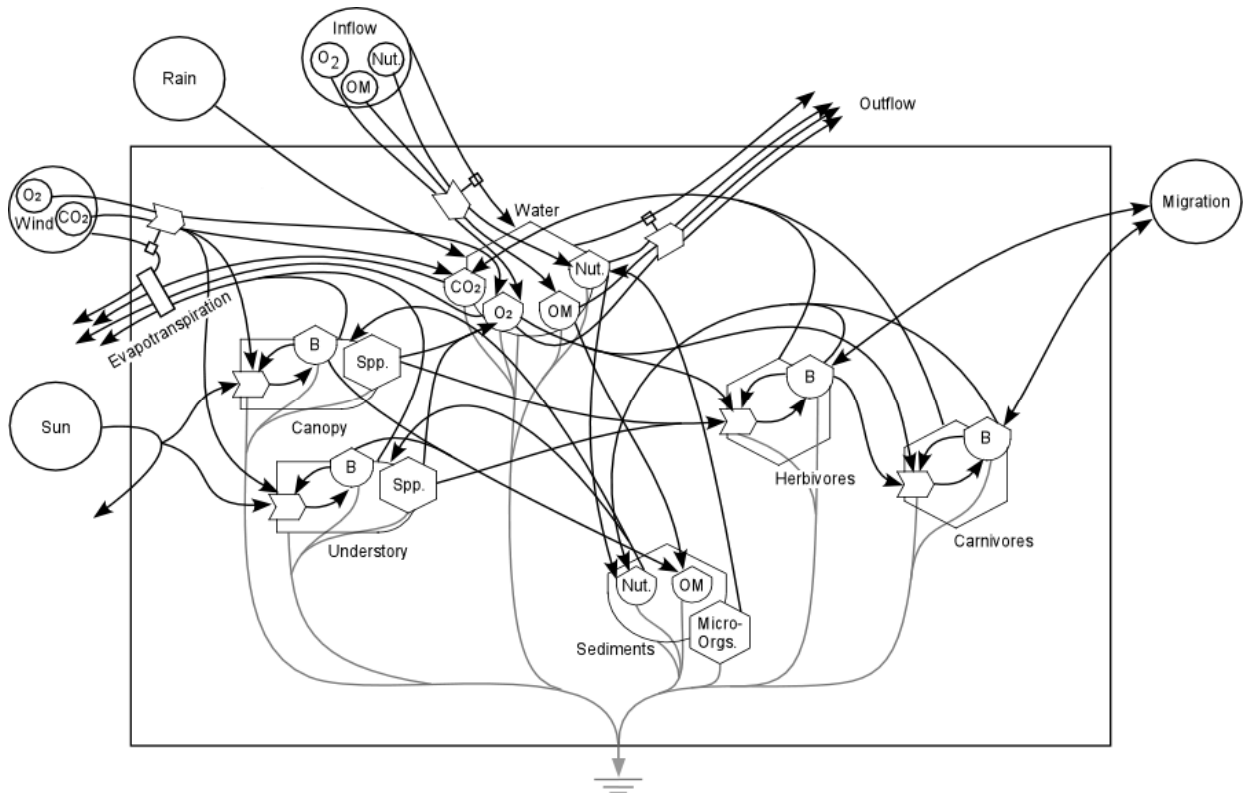 Inflow
O2
Nut.
OM
Rain
Outflow
O2
CO2
Wind
Migration
Water
Nut.
CO2
O2
OM
Evapotranspiration
B
Spp.
Canopy
Sun
B
Spp.
Understory
B
Herbivores
B
Carnivores
Nut.
OM
Micro-
Orgs.
Sediments